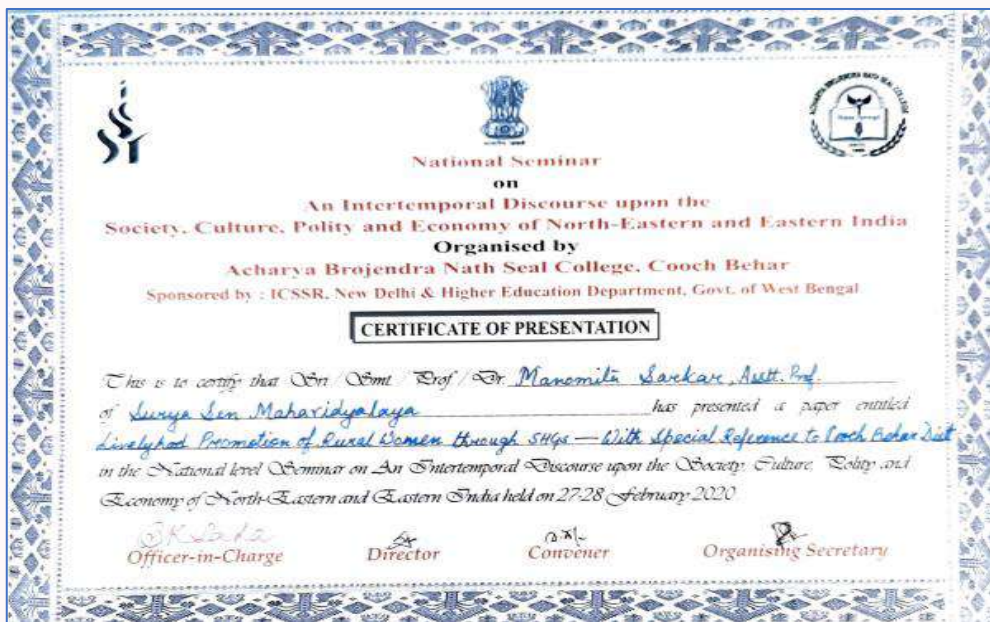 National Seminar
on
An Intertemporal Discourse upon the
Society, Culture, Polity and Economy of North-Eastern and Eastern India
Organised by
Acharya Brojendra Nath Seal College, Cooch Behar
Sponsored by : ICSSR, New Delhi & Higher Education Department, Govt. of West Bengal
CERTIFICATE OF PRESENTATION
This is to certify that Sri / Smt. / Prof / Dr. Manomita Sarkar, Asstt. Prof.
of Surya Sen Mahavidyalaya has presented a paper entitled
Livelyhod Promotion of Rural Women through SHGs — With Special Reference to Cooch Behar Dist
in the National level Seminar on An Intertemporal Discourse upon the Society, Culture, Polity and
Economy of North-Eastern and Eastern India held on 27-28 February 2020
Officer-in-Charge Director Convener Organising Secretary